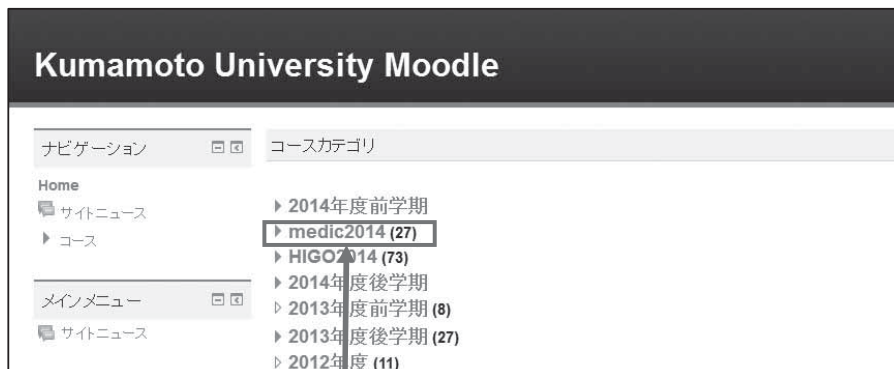 Kumamoto University Moodle
ナビゲーション
Home
サイトニュース
コース
メインメニュー
サイトニュース
コースカテゴリ
2014年度前学期
medic2014 (27)
HIGO2014 (73)
2014年度後学期
2013年度前学期 (8)
2013年度後学期 (27)
2012年度 (11)